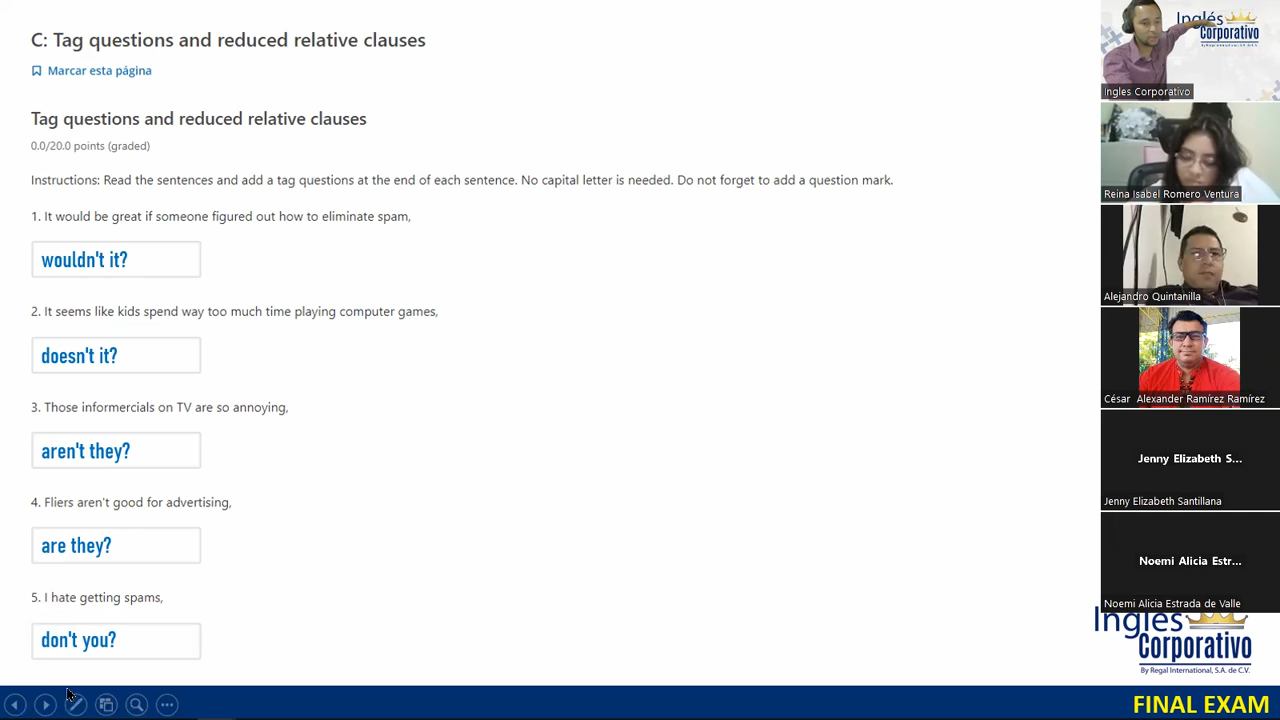 C: Tag questions and reduced relative clauses
Marcar esta página
Tag questions and reduced relative clauses
0.0/20.0 points (graded)
Instructions: Read the sentences and add a tag questions at the end of each sentence. No capital letter is needed. Do not forget to add a question mark.
1. It would be great if someone figured out how to eliminate spam,
wouldn't it?
2. It seems like kids spend way too much time playing computer games,
doesn't it?
3. Those informercials on TV are so annoying,
aren't they?
4. Fliers aren't good for advertising,
are they?
5. I hate getting spams,
don't you?
Inglés
Corporativo
By Regal International, S.A. de C.V.
Ingles Corporativo
Reina Isabel Romero Ventura
Alejandro Quintanilla
César Alexander Ramírez Ramírez
Jenny Elizabeth S...
Jenny Elizabeth Santillana
Noemi Alicia Estr...
Noemi Alicia Estrada de Valle
Inglés
Corporativo
By Regal International, S.A. de C.V.
FINAL EXAM